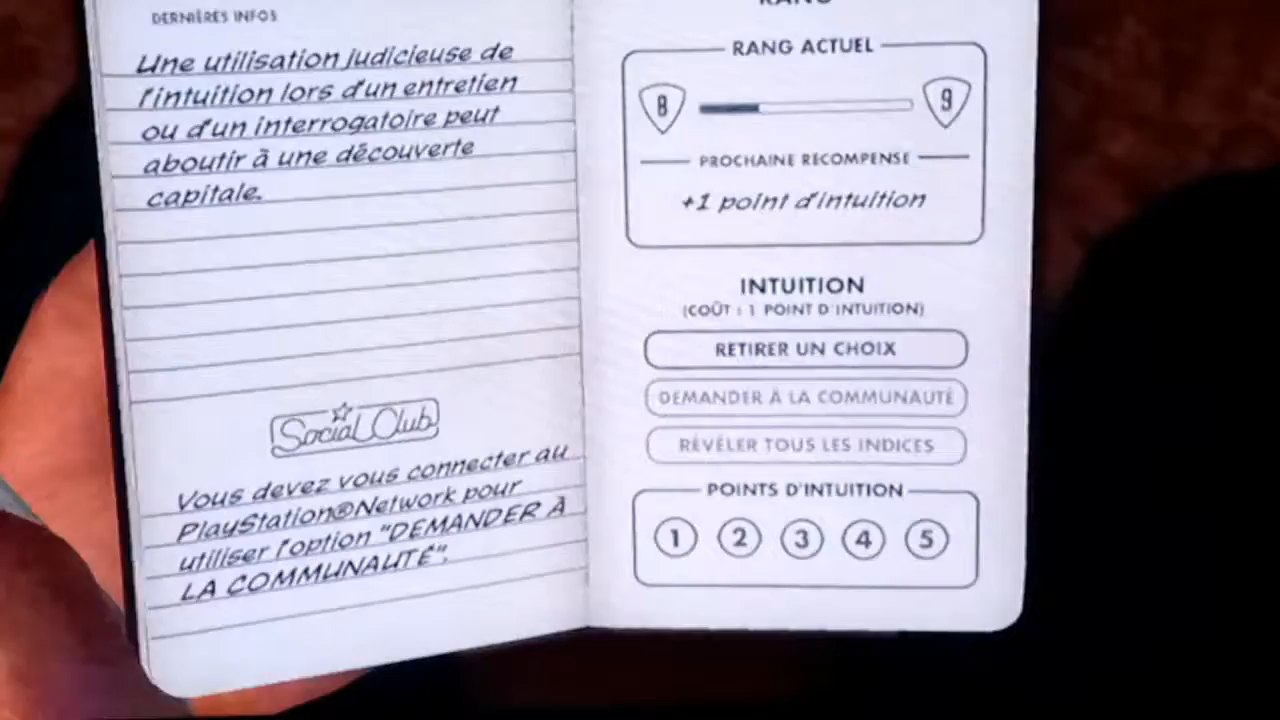 DERNIÈRES INFOS
Une utilisation judicieuse de
l'intuition lors d'un entretien
ou d'un interrogatoire peut
aboutir à une découverte
capitale.
Social Club
Vous devez vous connecter au
PlayStation®Network pour
utiliser l'option "DEMANDER À
LA COMMUNAUTÉ".
RANG
RANG ACTUEL
8 9
PROCHAINE RÉCOMPENSE
+1 point d'intuition
INTUITION
(COÛT : 1 POINT D'INTUITION)
RETIRER UN CHOIX
DEMANDER À LA COMMUNAUTÉ
RÉVÉLER TOUS LES INDICES
POINTS D'INTUITION
1 2 3 4 5